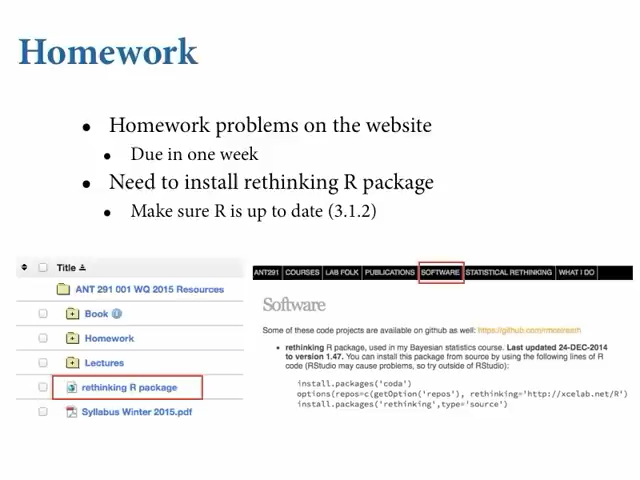 Homework
• Homework problems on the website
• Due in one week
• Need to install rethinking R package
• Make sure R is up to date (3.1.2)
Title
ANT 291 001 WQ 2015 Resources
Book
Homework
Lectures
rethinking R package
Syllabus Winter 2015.pdf
ANT291 COURSES LAB FOLK PUBLICATIONS SOFTWARE STATISTICAL RETHINKING WHAT I DO
Software
Some of these code projects are available on github as well: https://github.com/rmcelreath
• rethinking R package, used in my Bayesian statistics course. Last updated 24-DEC-2014
to version 1.47. You can install this package from source by using the following lines of R
code (RStudio may cause problems, so try outside of RStudio):
install.packages('coda')
options(repos=c(getOption('repos'), rethinking='http://xcelab.net/R')
install.packages('rethinking',type='source')